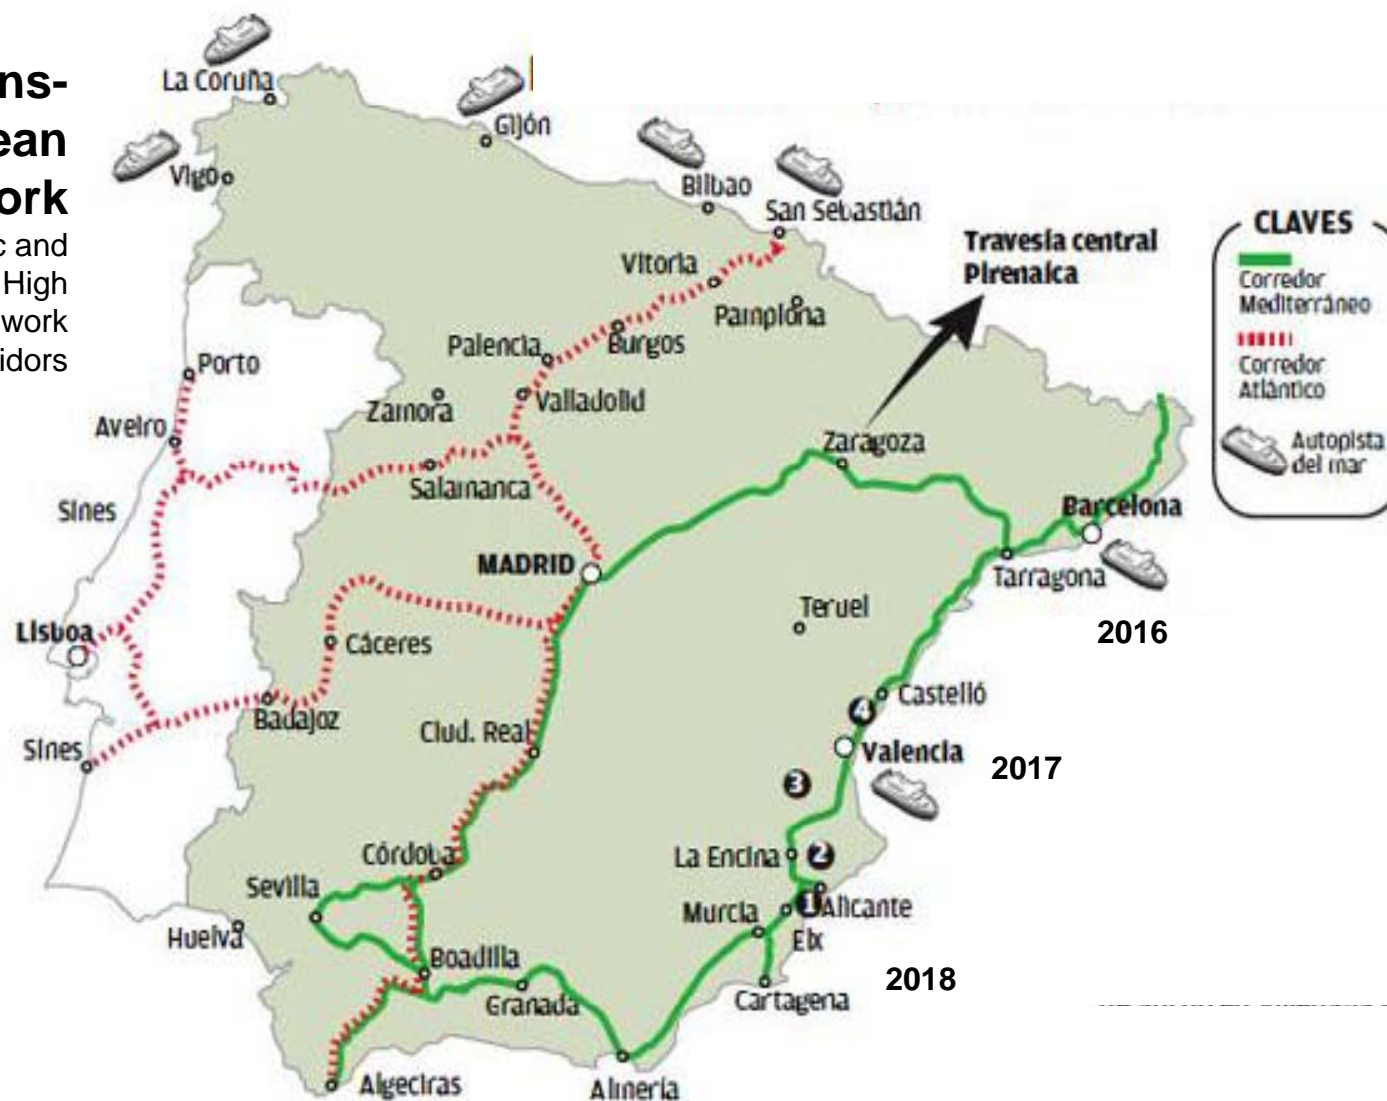 ns-
ean
ork
c and
High
work
idors
La Coruña
Gijón
Vigo
Bilbao
San Sebastián
Travesía central
Pirenaica
CLAVES
Corredor
Mediterráneo
Corredor
Atlántico
Autopista
del mar
Vitoria
Pamplona
Palencia
Burgos
Porto
Zamora
Valladolid
Aveiro
Zaragoza
Salamanca
Sines
Barcelona
MADRID
Tarragona
Teruel
2016
Lisboa
Cáceres
Castelló
4
Badajoz
Ciud. Real
Sines
Valencia
2017
3
Córdoba
La Encina
2
Sevilla
1
Alicante
Murcia
Elx
Huelva
Boadilla
2018
Granada
Cartagena
Algeciras
Almería